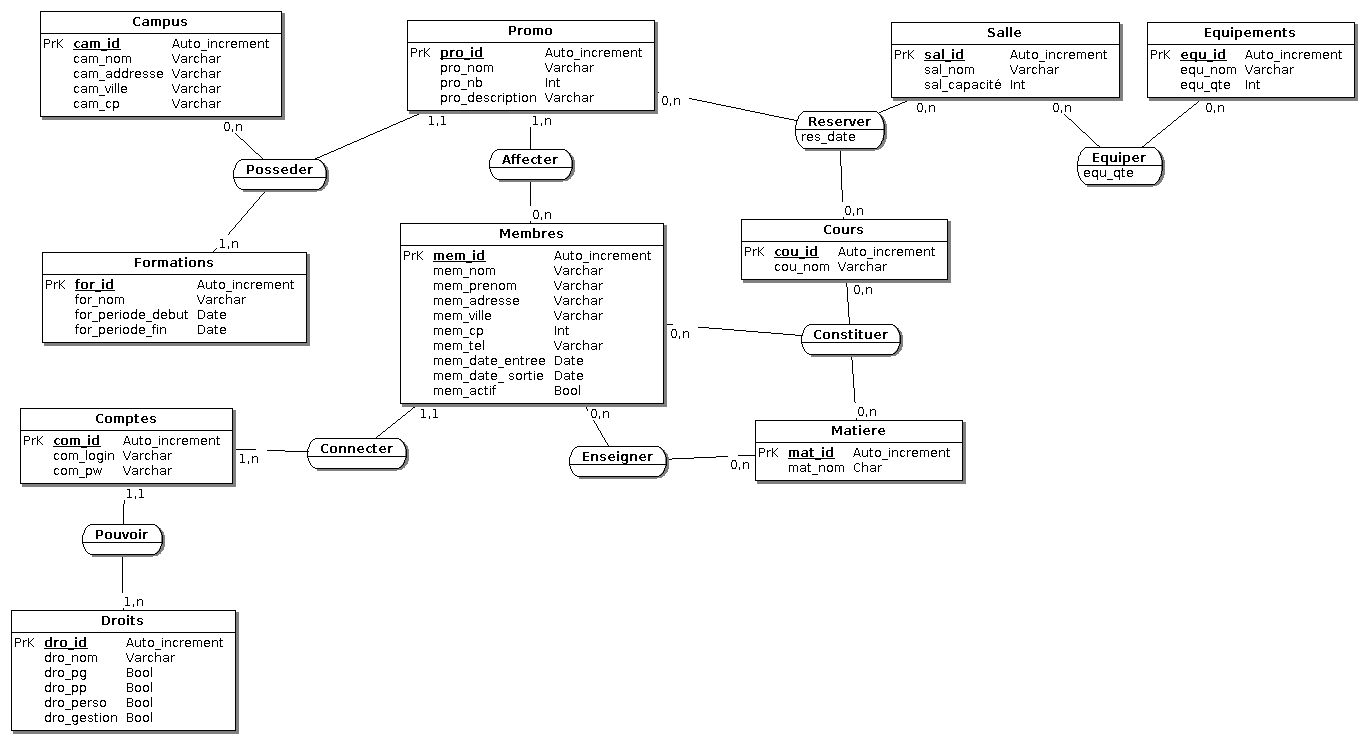 Campus
PrK cam_id Auto_increment
cam_nom Varchar
cam_addresse Varchar
cam_ville Varchar
cam_cp Varchar
0,n
Promo
PrK pro_id Auto_increment
pro_nom Varchar
pro_nb Int
pro_description Varchar
1,1
1,n
0,n
Salle
PrK sal_id Auto_increment
sal_nom Varchar
sal_capacité Int
0,n
0,n
Equipements
PrK equ_id Auto_increment
equ_nom Varchar
equ_qte Int
0,n
Reserver
res_date
Equiper
equ_qte
Posseder
Affecter
0,n
0,n
1,n
Formations
PrK for_id Auto_increment
for_nom Varchar
for_periode_debut Date
for_periode_fin Date
Membres
PrK mem_id Auto_increment
mem_nom Varchar
mem_prenom Varchar
mem_adresse Varchar
mem_ville Varchar
mem_cp Int
mem_tel Varchar
mem_date_entree Date
mem_date_ sortie Date
mem_actif Bool
0,n
1,1
0,n
Cours
PrK cou_id Auto_increment
cou_nom Varchar
0,n
Constituer
0,n
Comptes
PrK com_id Auto_increment
com_login Varchar
com_pw Varchar
1,n
1,1
Connecter
Enseigner
0,n
Matiere
PrK mat_id Auto_increment
mat_nom Char
Pouvoir
1,n
Droits
PrK dro_id Auto_increment
dro_nom Varchar
dro_pg Bool
dro_pp Bool
dro_perso Bool
dro_gestion Bool